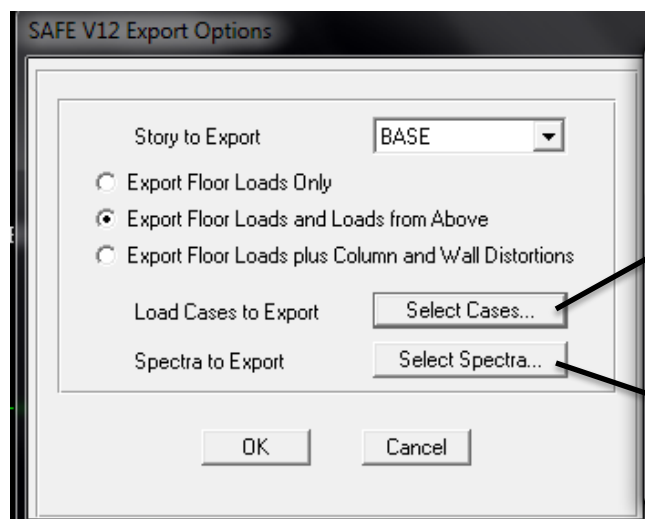 SAFE V12 Export Options
Story to Export BASE
Export Floor Loads Only
Export Floor Loads and Loads from Above
Export Floor Loads plus Column and Wall Distortions
Load Cases to Export Select Cases...
Spectra to Export Select Spectra...
OK Cancel